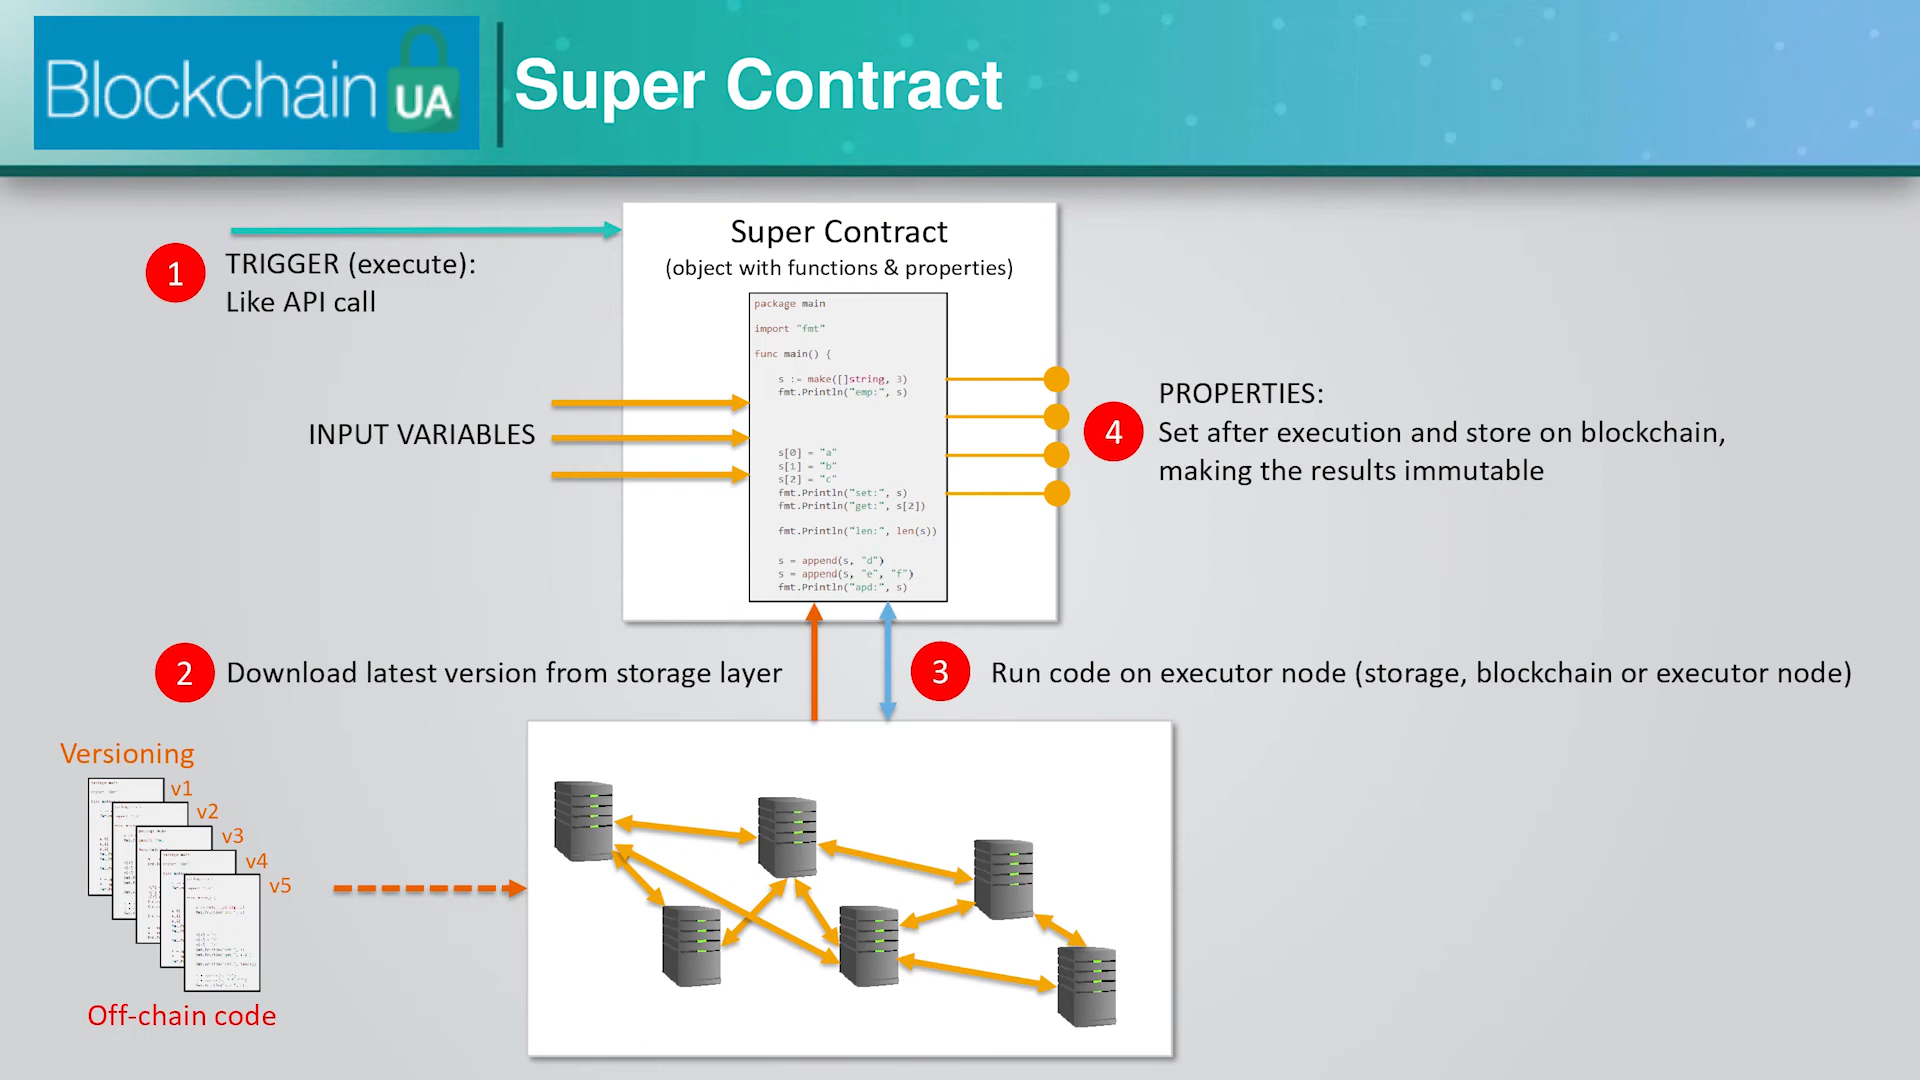 Blockchain UA
Super Contract
Super Contract
(object with functions & properties)
1
TRIGGER (execute):
Like API call
package main
import "fmt"
func main() {
s := make([]string, 3)
fmt.Println("emp:", s)
s[0] = "a"
s[1] = "b"
s[2] = "c"
fmt.Println("set:", s)
fmt.Println("get:", s[2])
fmt.Println("len:", len(s))
s = append(s, "d")
s = append(s, "e", "f")
fmt.Println("apd:", s)
INPUT VARIABLES
4
PROPERTIES:
Set after execution and store on blockchain,
making the results immutable
2
Download latest version from storage layer
3
Run code on executor node (storage, blockchain or executor node)
Versioning
v1
v2
v3
v4
v5
Off-chain code